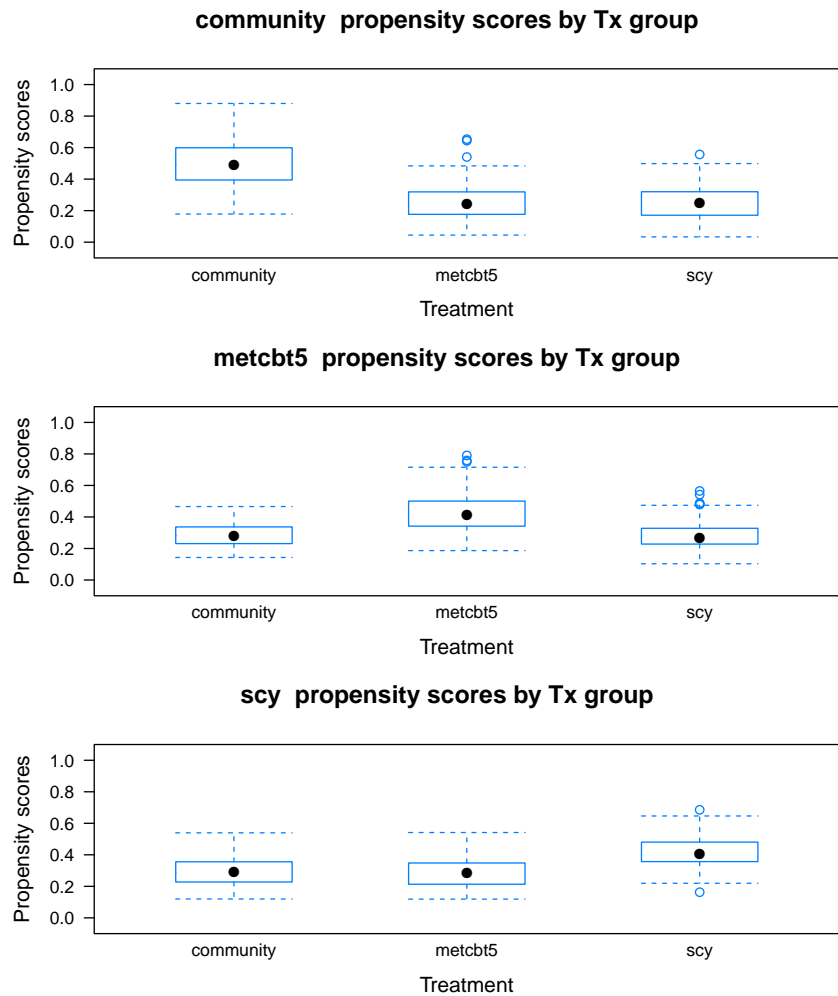 community propensity scores by Tx group
Propensity scores
1.0
0.8
0.6
0.4
0.2
0.0
community metcbt5 scy
Treatment
metcbt5 propensity scores by Tx group
Propensity scores
1.0
0.8
0.6
0.4
0.2
0.0
community metcbt5 scy
Treatment
scy propensity scores by Tx group
Propensity scores
1.0
0.8
0.6
0.4
0.2
0.0
community metcbt5 scy
Treatment